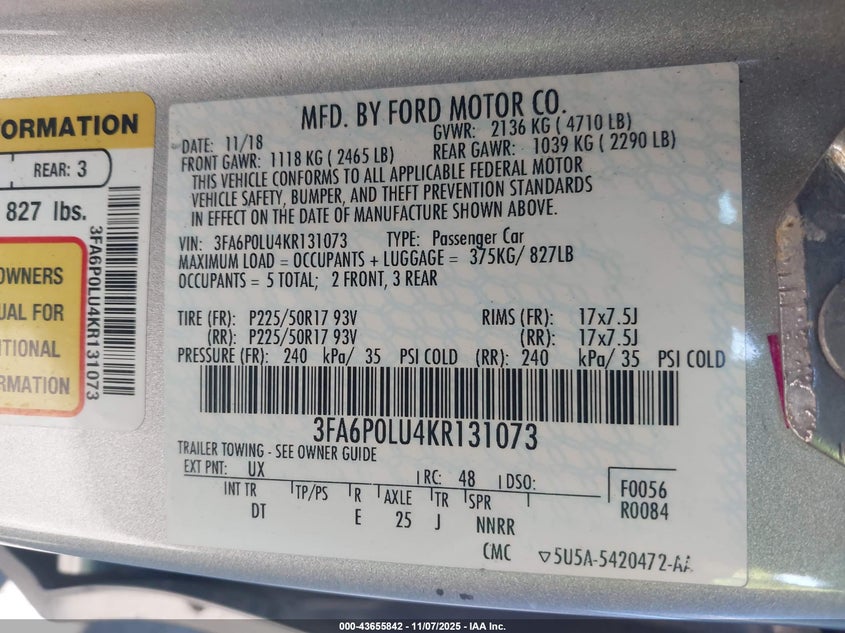 FORMATION
REAR: 3
827 lbs.
3FA6P0LU4KR131073
OWNERS
UAL FOR
ITIONAL
ORMATION
MFD. BY FORD MOTOR CO.
DATE: 11/18 GVWR: 2136 KG ( 4710 LB)
FRONT GAWR: 1118 KG ( 2465 LB) REAR GAWR: 1039 KG ( 2290 LB)
THIS VEHICLE CONFORMS TO ALL APPLICABLE FEDERAL MOTOR
VEHICLE SAFETY, BUMPER, AND THEFT PREVENTION STANDARDS
IN EFFECT ON THE DATE OF MANUFACTURE SHOWN ABOVE.
VIN: 3FA6P0LU4KR131073 TYPE: Passenger Car
MAXIMUM LOAD = OCCUPANTS + LUGGAGE = 375KG/ 827LB
OCCUPANTS = 5 TOTAL; 2 FRONT, 3 REAR
TIRE (FR): P225/50R17 93V RIMS (FR): 17x7.5J
(RR): P225/50R17 93V (RR): 17x7.5J
PRESSURE (FR): 240 kPa/ 35 PSI COLD (RR): 240 kPa/ 35 PSI COLD
3FA6P0LU4KR131073
TRAILER TOWING - SEE OWNER GUIDE
EXT PNT: UX RC: 48 DSO:
INT TR TP/PS R AXLE TR SPR
DT E 25 J NNRR
F0056
R0084
CMC ▽5U5A-5420472-AA
000-43655842 - 11/07/2025 - IAA Inc.